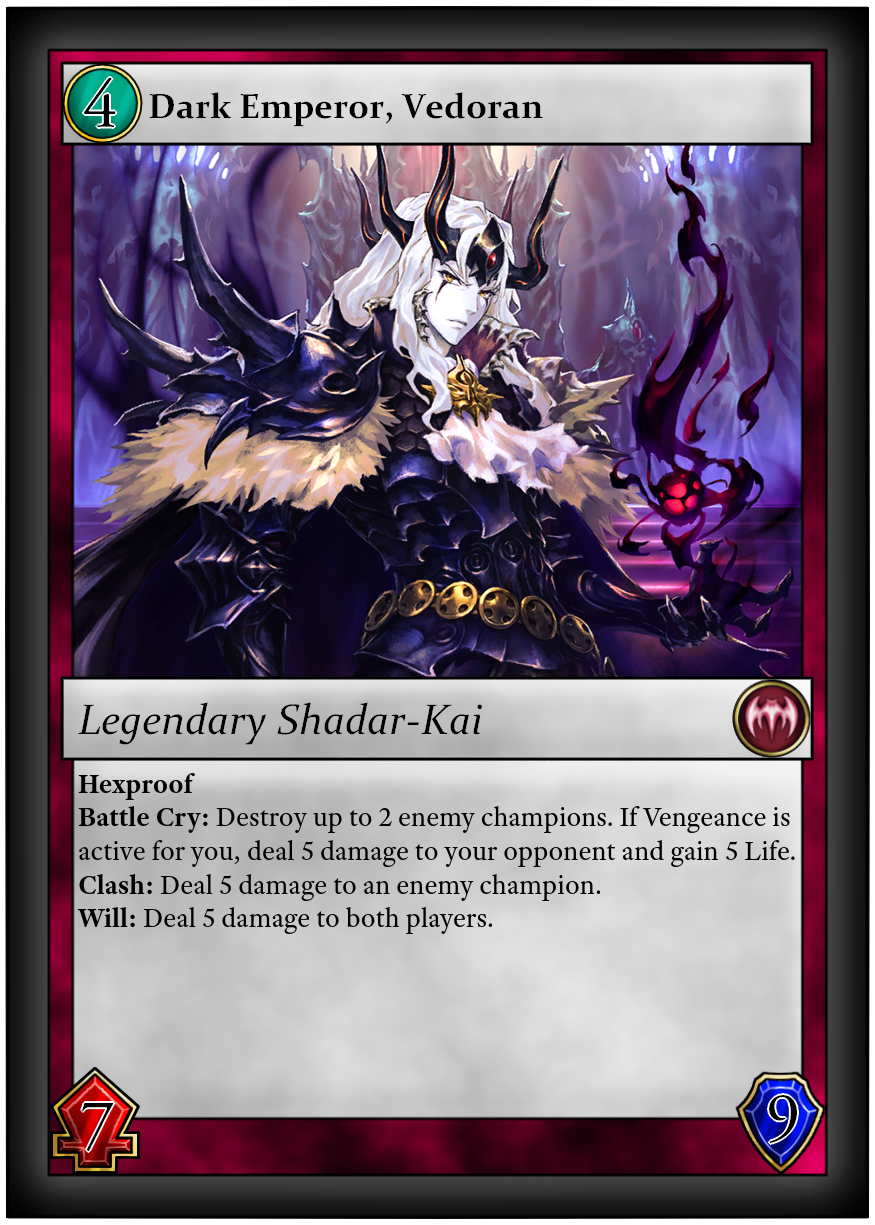 4
Dark Emperor, Vedoran
Legendary Shadar-Kai
Hexproof
Battle Cry: Destroy up to 2 enemy champions. If Vengeance is
active for you, deal 5 damage to your opponent and gain 5 Life.
Clash: Deal 5 damage to an enemy champion.
Will: Deal 5 damage to both players.
7
9